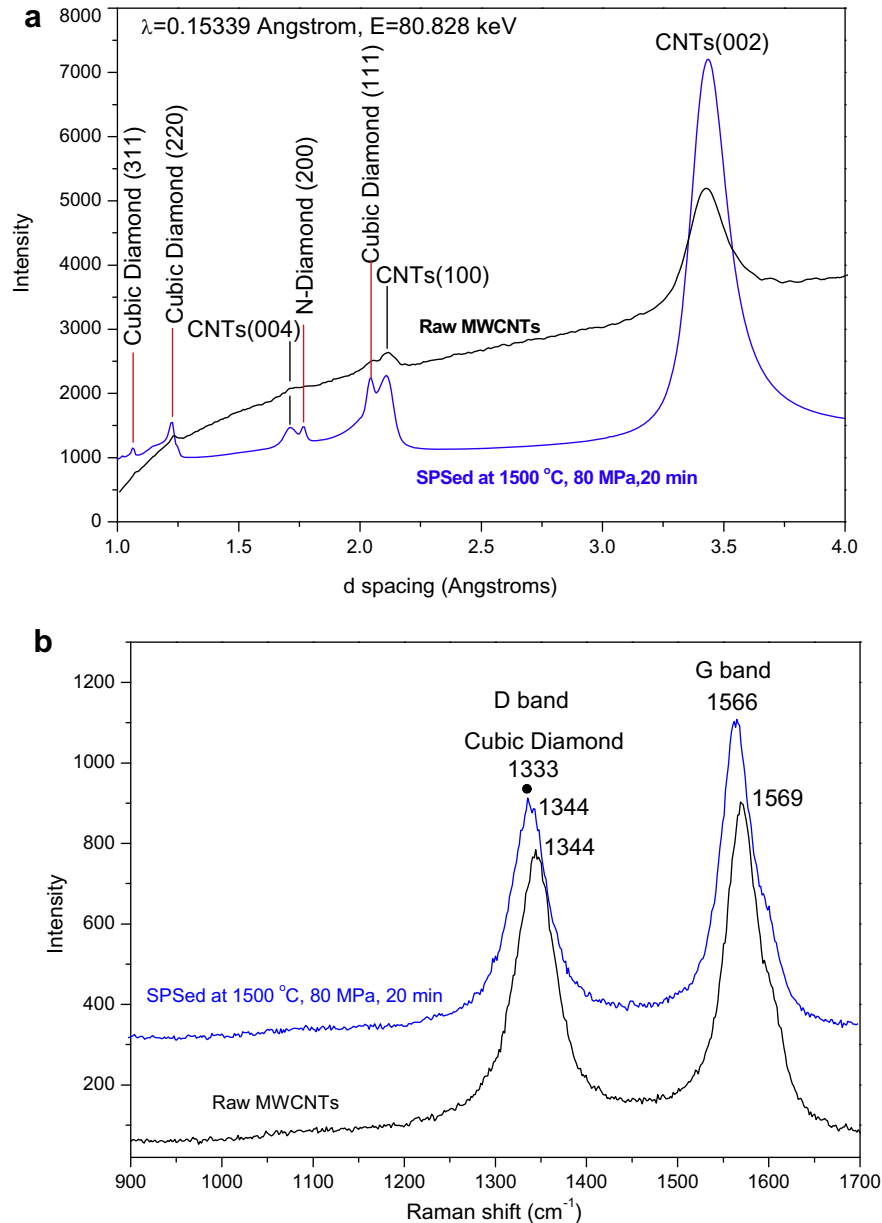 a
λ=0.15339 Angstrom, E=80.828 keV
CNTs(002)
Cubic Diamond (311)
Cubic Diamond (220)
N-Diamond (200)
Cubic Diamond (111)
CNTs(004)
CNTs(100)
Raw MWCNTs
SPSed at 1500 °C, 80 MPa,20 min
Intensity
8000
7000
6000
5000
4000
3000
2000
1000
0
1.0 1.5 2.0 2.5 3.0 3.5 4.0
d spacing (Angstroms)
b
G band
1566
D band
Cubic Diamond
1333
1344
1344
1569
SPSed at 1500 °C, 80 MPa, 20 min
Raw MWCNTs
Intensity
1200
1000
800
600
400
200
900 1000 1100 1200 1300 1400 1500 1600 1700
Raman shift (cm⁻¹)